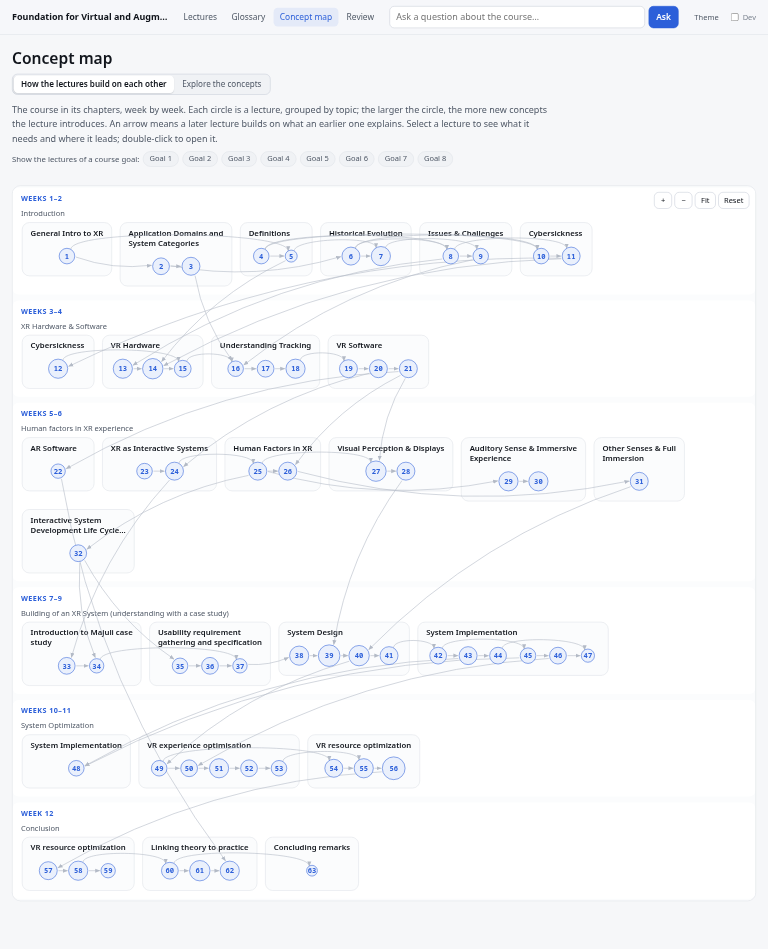 Foundation for Virtual and Augm...
Lectures
Glossary
Concept map
Review
Ask a question about the course...
Ask
Theme
Dev
Concept map
How the lectures build on each other
Explore the concepts
The course in its chapters, week by week. Each circle is a lecture, grouped by topic; the larger the circle, the more new concepts
the lecture introduces. An arrow means a later lecture builds on what an earlier one explains. Select a lecture to see what it
needs and where it leads; double-click to open it.
Show the lectures of a course goal:
Goal 1
Goal 2
Goal 3
Goal 4
Goal 5
Goal 6
Goal 7
Goal 8
WEEKS 1–2
+
−
Fit
Reset
Introduction
General Intro to XR
1
Application Domains and
System Categories
2
3
Definitions
4
5
Historical Evolution
6
7
Issues & Challenges
8
9
Cybersickness
10
11
WEEKS 3–4
XR Hardware & Software
Cybersickness
12
VR Hardware
13
14
15
Understanding Tracking
16
17
18
VR Software
19
20
21
WEEKS 5–6
Human factors in XR experience
AR Software
22
XR as Interactive Systems
23
24
Human Factors in XR
25
26
Visual Perception & Displays
27
28
Auditory Sense & Immersive
Experience
29
30
Other Senses & Full
Immersion
31
Interactive System
Development Life Cycle...
32
WEEKS 7–9
Building of an XR System (understanding with a case study)
Introduction to Majuli case
study
33
34
Usability requirement
gathering and specification
35
36
37
System Design
38
39
40
41
System Implementation
42
43
44
45
46
47
WEEKS 10–11
System Optimization
System Implementation
48
VR experience optimisation
49
50
51
52
53
VR resource optimization
54
55
56
WEEK 12
Conclusion
VR resource optimization
57
58
59
Linking theory to practice
60
61
62
Concluding remarks
63